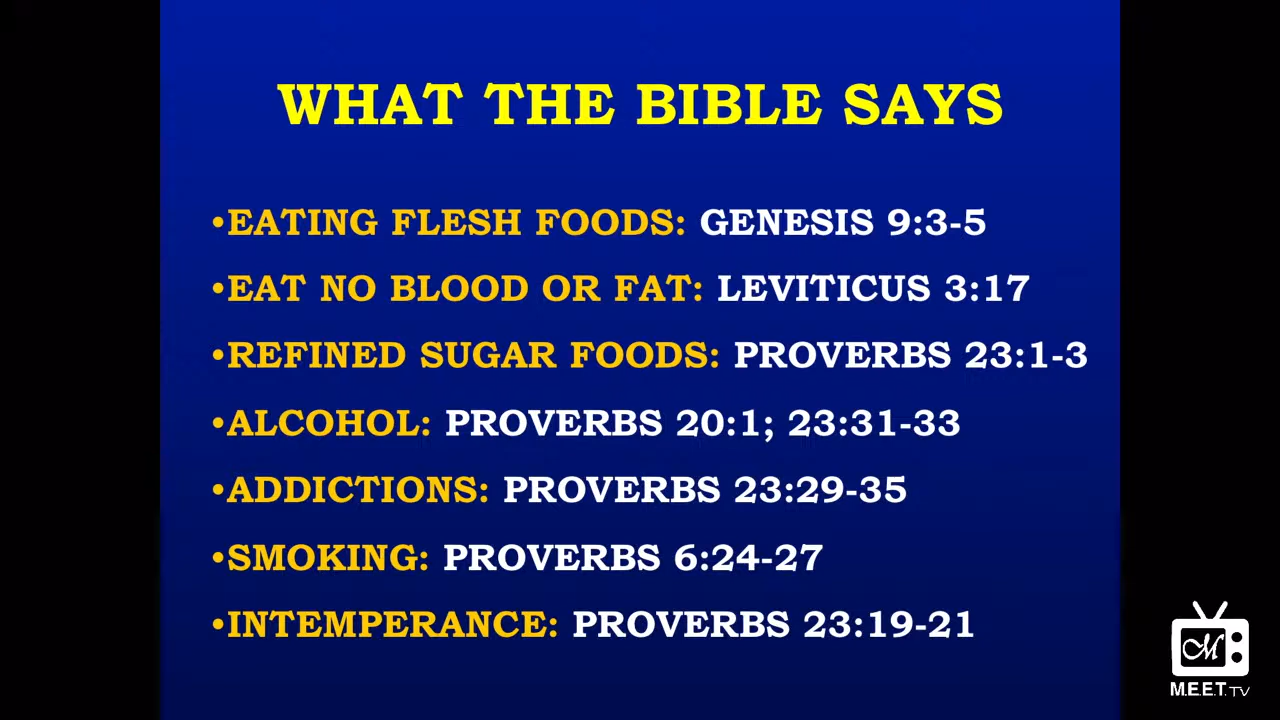 WHAT THE BIBLE SAYS
•EATING FLESH FOODS: GENESIS 9:3-5
•EAT NO BLOOD OR FAT: LEVITICUS 3:17
•REFINED SUGAR FOODS: PROVERBS 23:1-3
•ALCOHOL: PROVERBS 20:1; 23:31-33
•ADDICTIONS: PROVERBS 23:29-35
•SMOKING: PROVERBS 6:24-27
•INTEMPERANCE: PROVERBS 23:19-21
M
M.E.E.T. TV